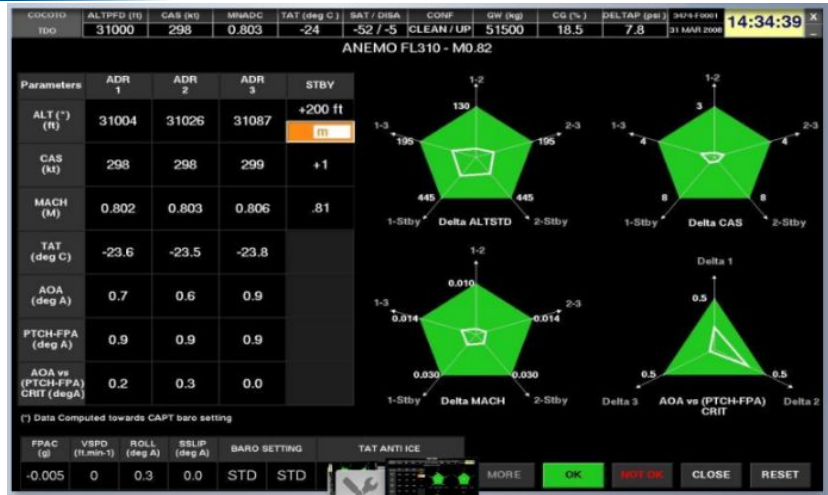 COCOTO ALTPFD (ft) CAS (kt) MNADC TAT (deg C) SAT / DISA CONF GW (kg) CG (%) DELTAP (psi) 3474-F0001 14:34:39 X
TDO 31000 298 0.803 -24 -52 / -5 CLEAN / UP 51500 18.5 7.8 31 MAR 2008 _
ANEMO FL310 - M0.82
Parameters ADR 1 ADR 2 ADR 3 STBY
ALT (*) (ft) 31004 31026 31087 +200 ft
m
CAS (kt) 298 298 299 +1
MACH (M) 0.802 0.803 0.806 .81
TAT (deg C) -23.6 -23.5 -23.8
AOA (deg A) 0.7 0.6 0.9
PTCH-FPA (deg A) 0.9 0.9 0.9
AOA vs (PTCH-FPA) CRIT (degA) 0.2 0.3 0.0
(*) Data Computed towards CAPT baro setting
1-2
130
1-3 2-3
195 195
445 445
1-Stby Delta ALTSTD 2-Stby
1-2
3
1-3 2-3
4 4
8 8
1-Stby Delta CAS 2-Stby
1-2
0.010
1-3 2-3
0.014 0.014
0.030 0.030
1-Stby Delta MACH 2-Stby
Delta 1
0.5
0.5 0.5
Delta 3 AOA vs (PTCH-FPA) Delta 2
CRIT
FPAC (g) VSPD (ft.min-1) ROLL (deg A) SSLIP (deg A) BARO SETTING TAT ANTI ICE
-0.005 0 0.3 0.0 STD STD MORE OK NOT OK CLOSE RESET